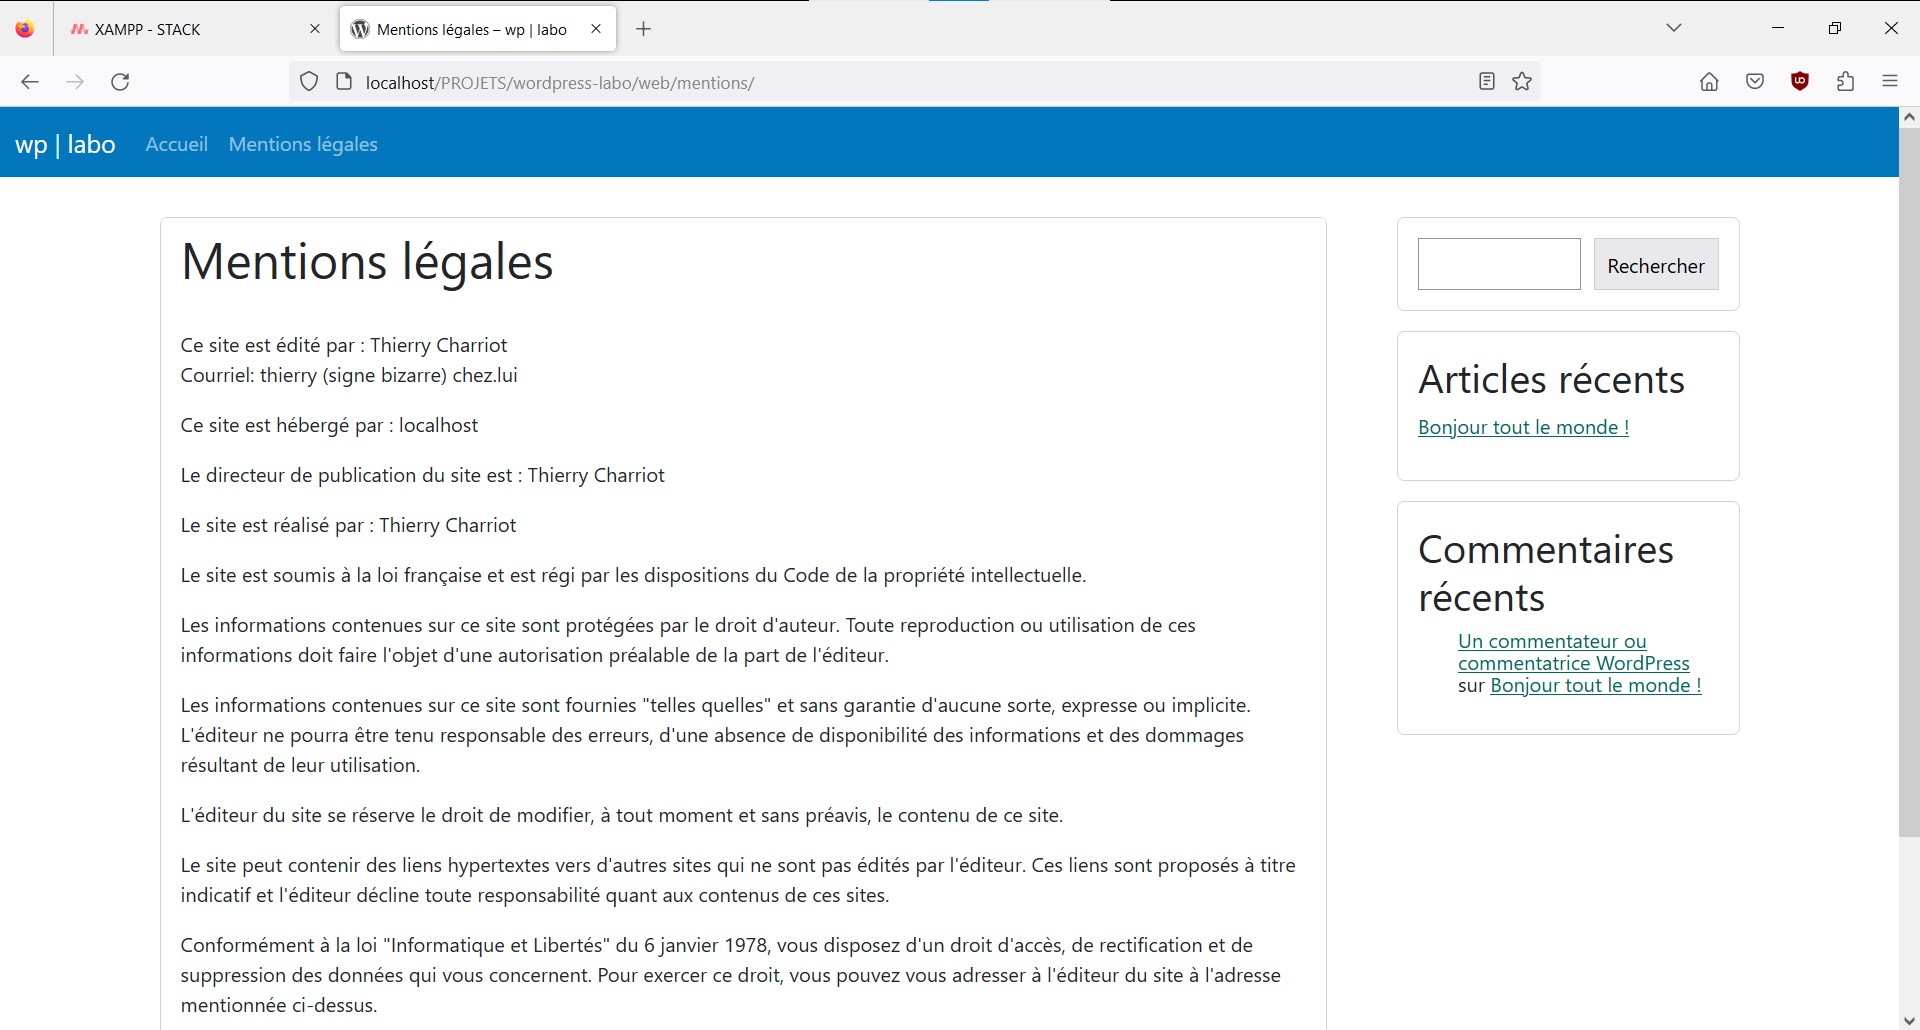 XAMPP - STACK
Mentions légales – wp | labo
localhost/PROJETS/wordpress-labo/web/mentions/
wp | labo
Accueil
Mentions légales
Mentions légales
Ce site est édité par : Thierry Charriot
Courriel: thierry (signe bizarre) chez.lui
Ce site est hébergé par : localhost
Le directeur de publication du site est : Thierry Charriot
Le site est réalisé par : Thierry Charriot
Le site est soumis à la loi française et est régi par les dispositions du Code de la propriété intellectuelle.
Les informations contenues sur ce site sont protégées par le droit d'auteur. Toute reproduction ou utilisation de ces
informations doit faire l'objet d'une autorisation préalable de la part de l'éditeur.
Les informations contenues sur ce site sont fournies "telles quelles" et sans garantie d'aucune sorte, expresse ou implicite.
L'éditeur ne pourra être tenu responsable des erreurs, d'une absence de disponibilité des informations et des dommages
résultant de leur utilisation.
L'éditeur du site se réserve le droit de modifier, à tout moment et sans préavis, le contenu de ce site.
Le site peut contenir des liens hypertextes vers d'autres sites qui ne sont pas édités par l'éditeur. Ces liens sont proposés à titre
indicatif et l'éditeur décline toute responsabilité quant aux contenus de ces sites.
Conformément à la loi "Informatique et Libertés" du 6 janvier 1978, vous disposez d'un droit d'accès, de rectification et de
suppression des données qui vous concernent. Pour exercer ce droit, vous pouvez vous adresser à l'éditeur du site à l'adresse
mentionnée ci-dessus.
Rechercher
Articles récents
Bonjour tout le monde !
Commentaires
récents
Un commentateur ou
commentatrice WordPress
sur Bonjour tout le monde !